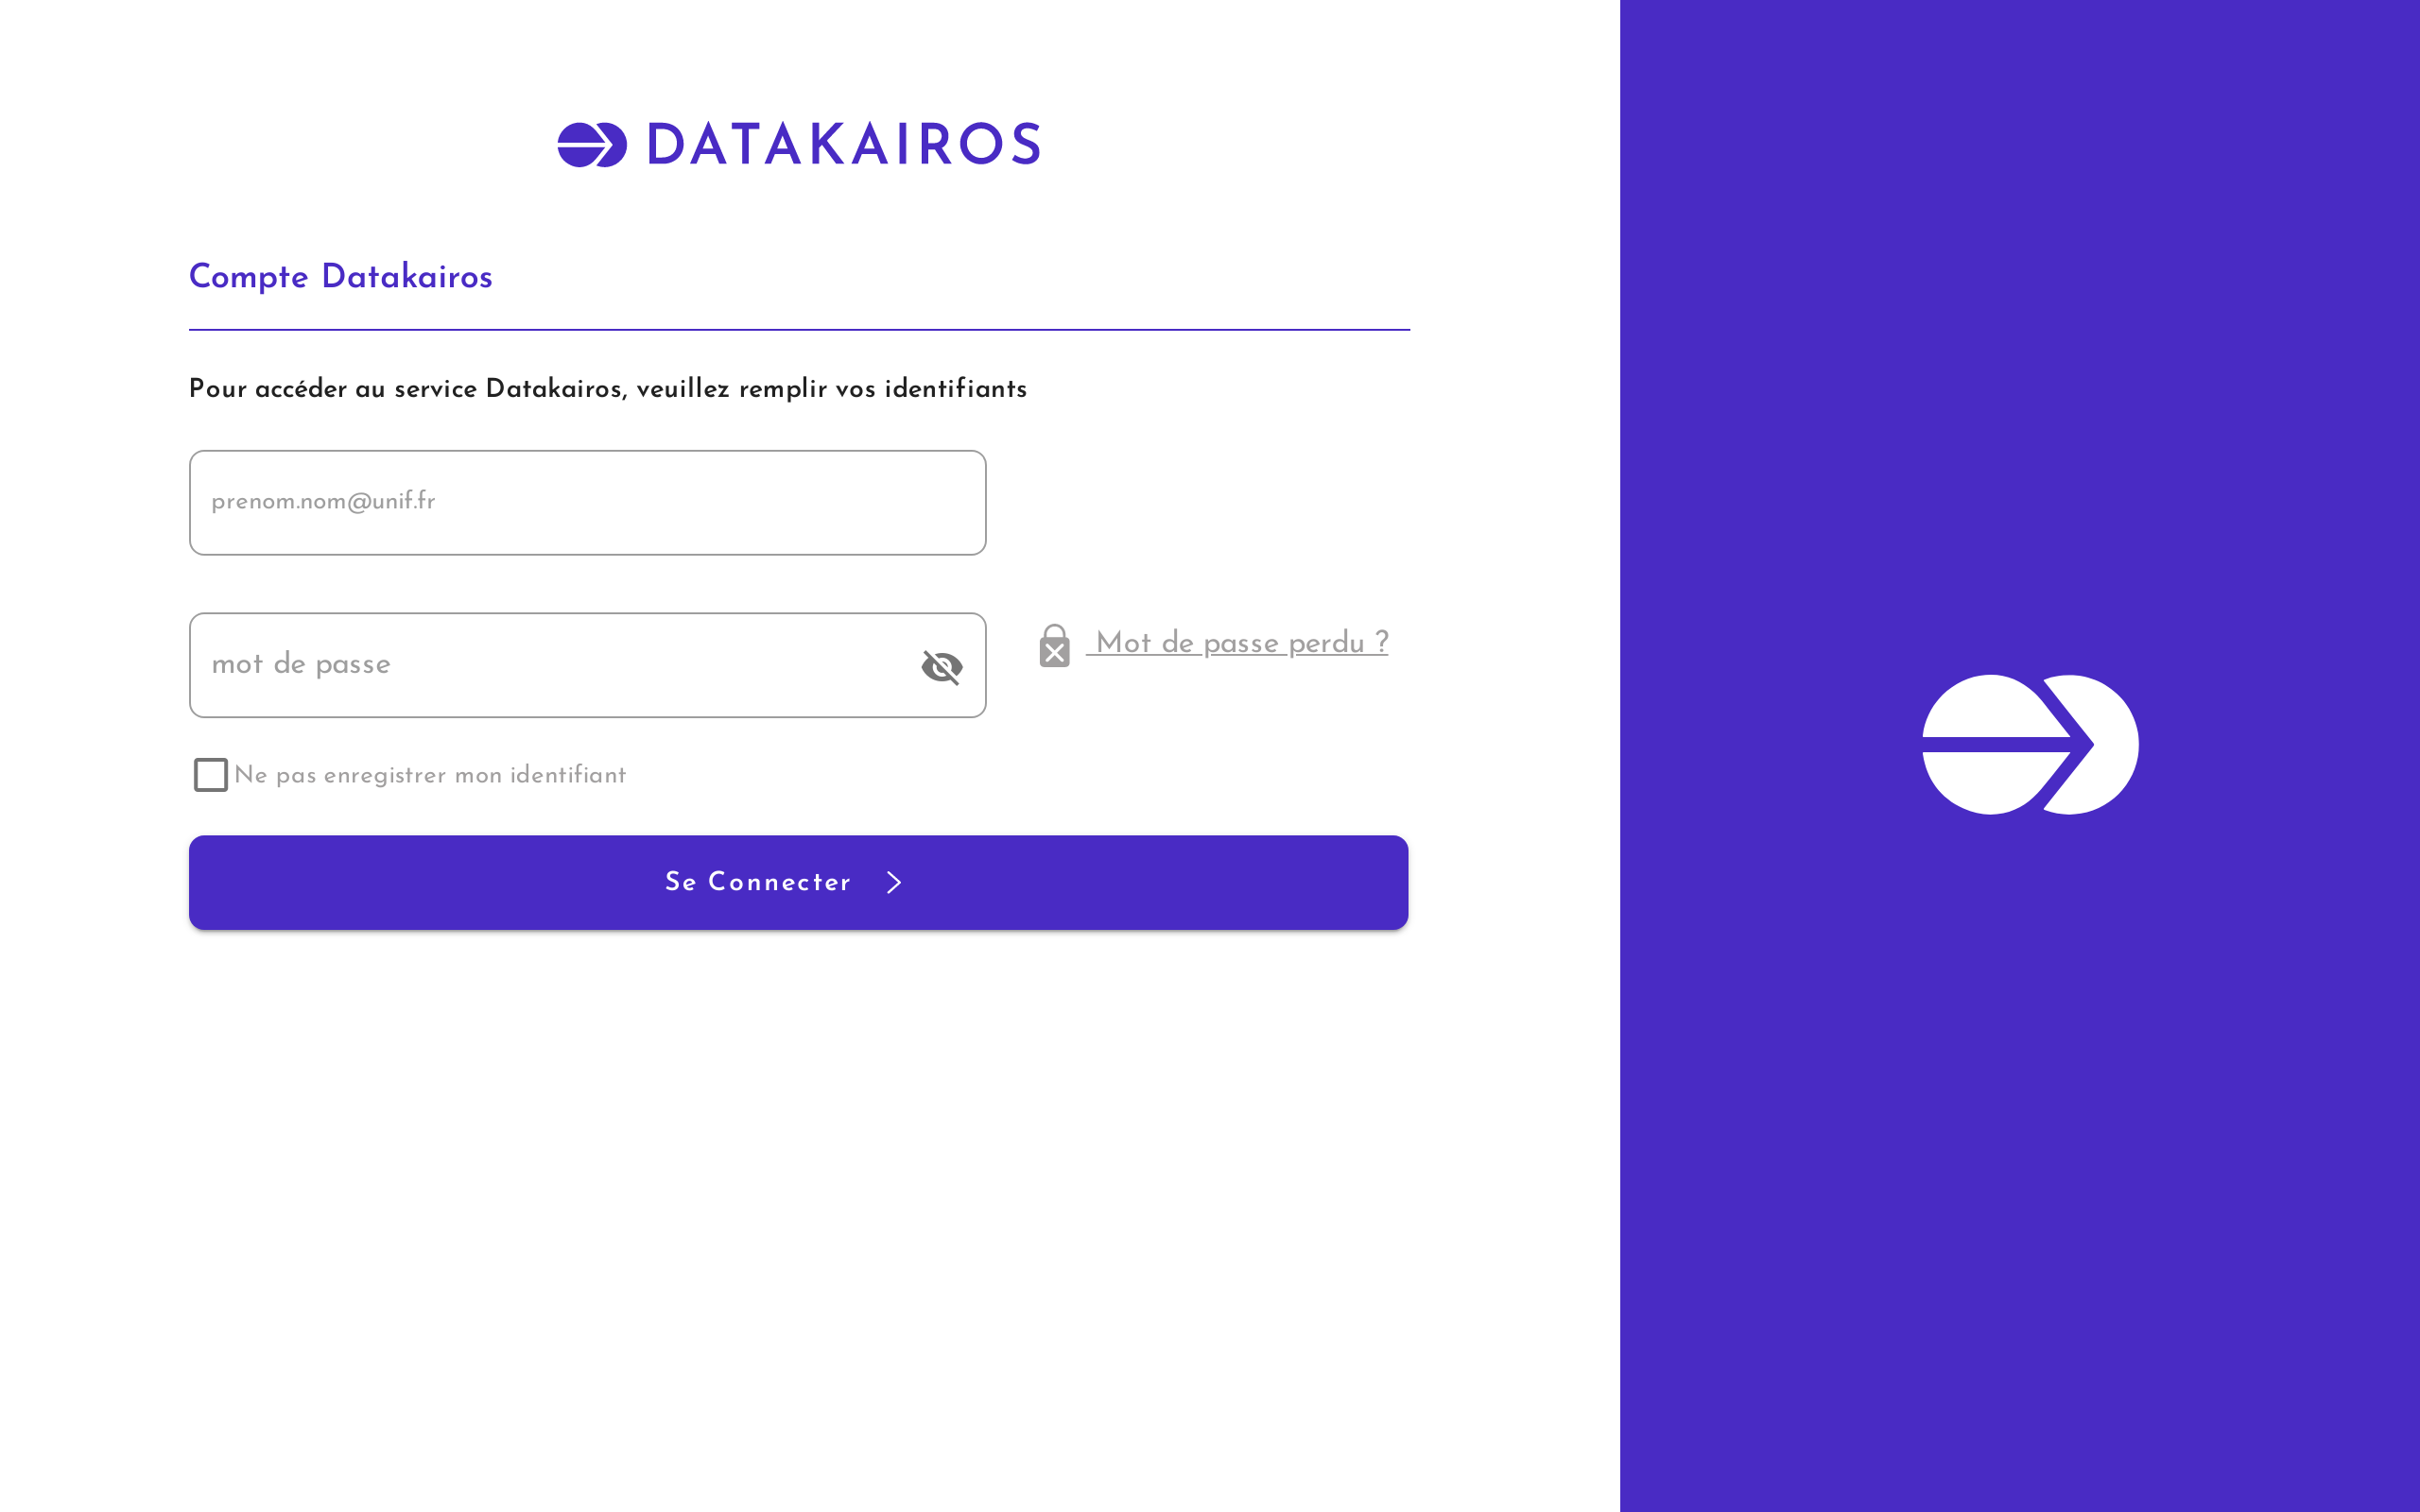 DATAKAIROS
Compte Datakairos
Pour accéder au service Datakairos, veuillez remplir vos identifiants
prenom.nom@unif.fr
mot de passe
Mot de passe perdu ?
Ne pas enregistrer mon identifiant
Se Connecter